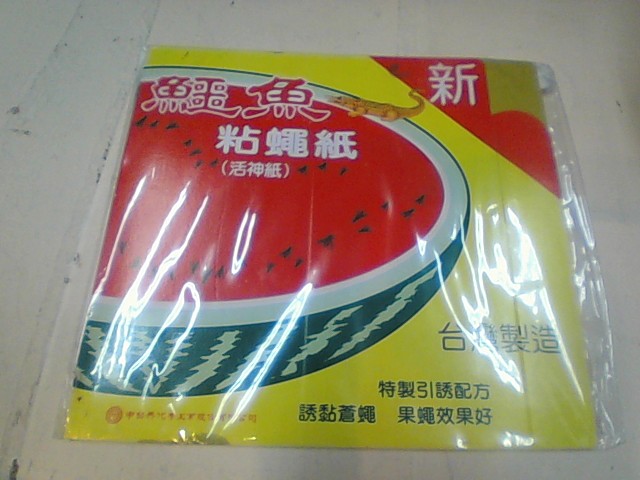 新
鱷魚
粘蠅紙
(活神紙)
台灣製造
特製引誘配方
誘黏蒼蠅 果蠅效果好